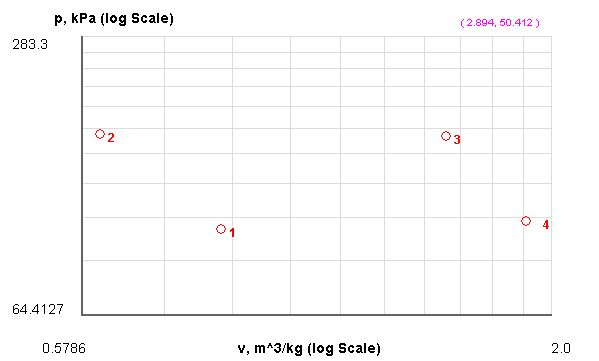 p, kPa (log Scale)
( 2.894, 50.412 )
283.3
2
3
1
4
64.4127
0.5786
v, m^3/kg (log Scale)
2.0